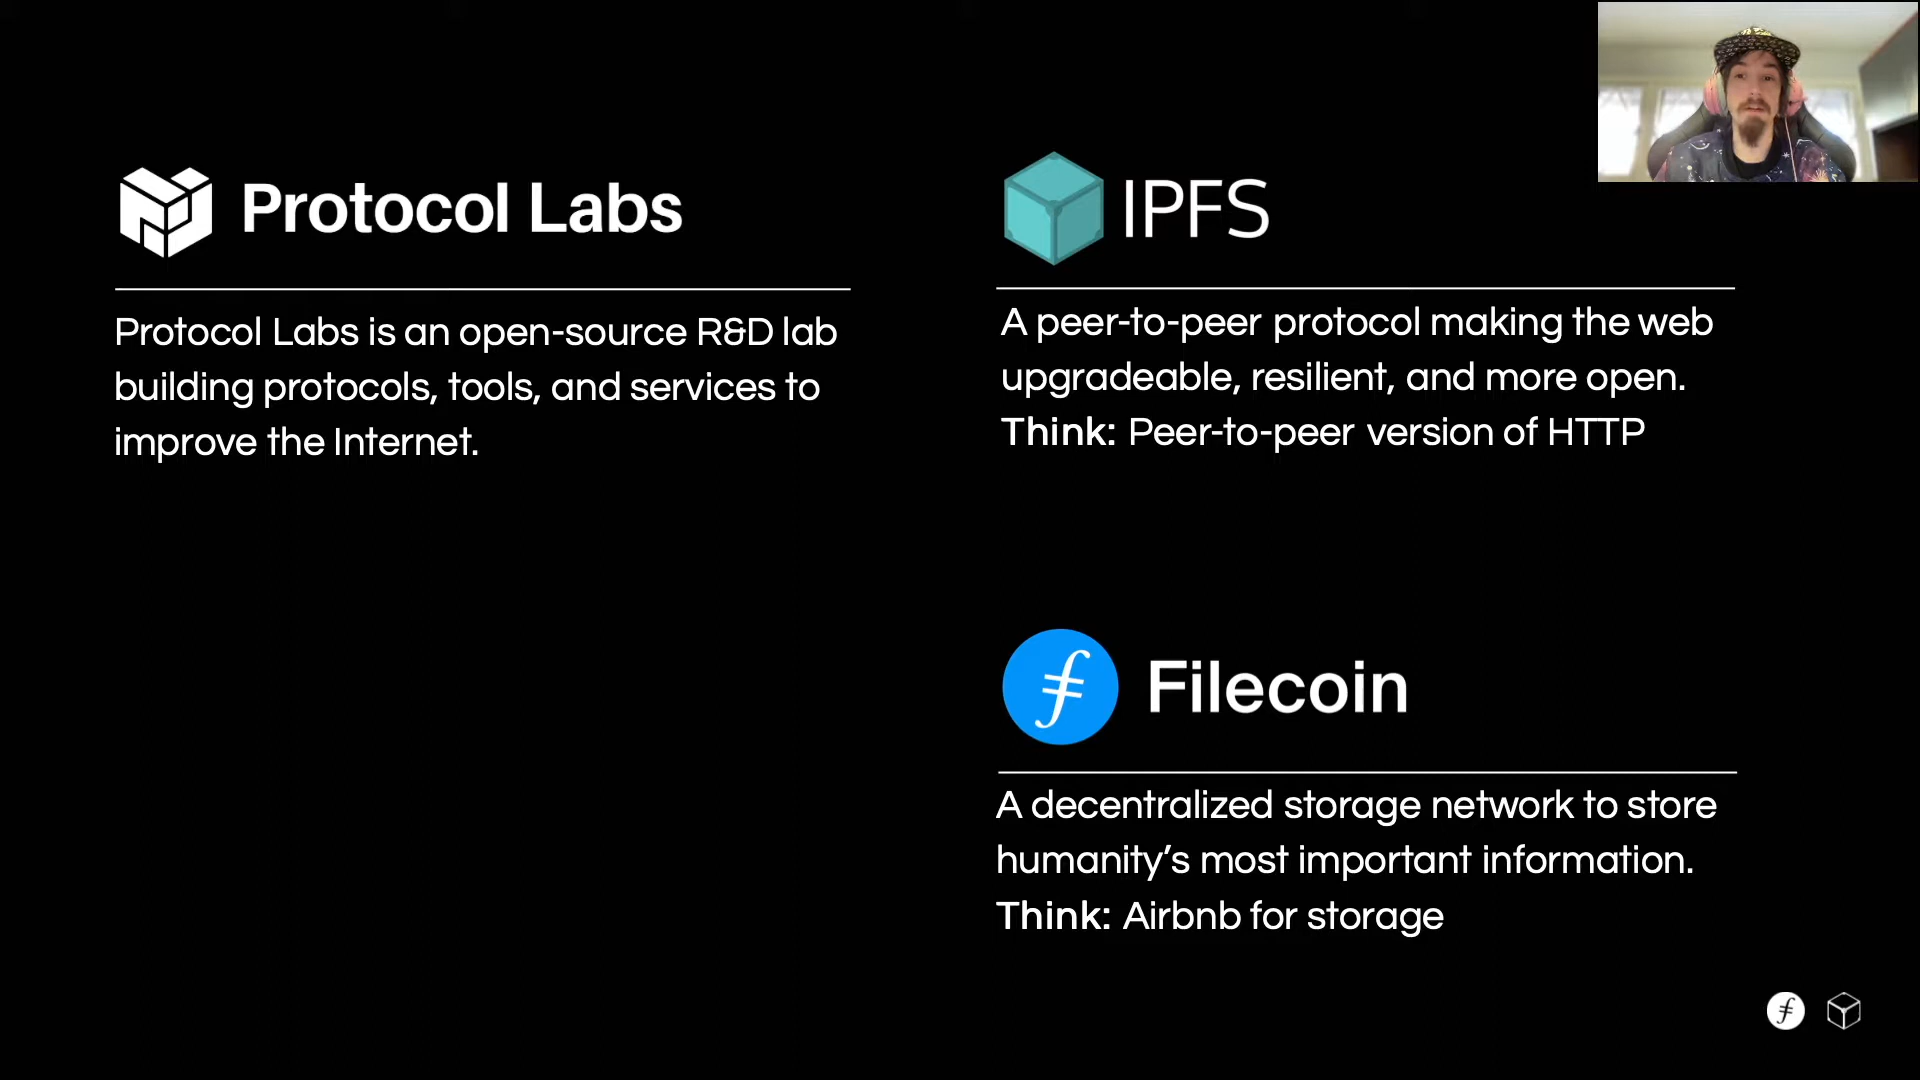 Protocol Labs
Protocol Labs is an open-source R&D lab
building protocols, tools, and services to
improve the Internet.
IPFS
A peer-to-peer protocol making the web
upgradeable, resilient, and more open.
Think: Peer-to-peer version of HTTP
Filecoin
A decentralized storage network to store
humanity’s most important information.
Think: Airbnb for storage